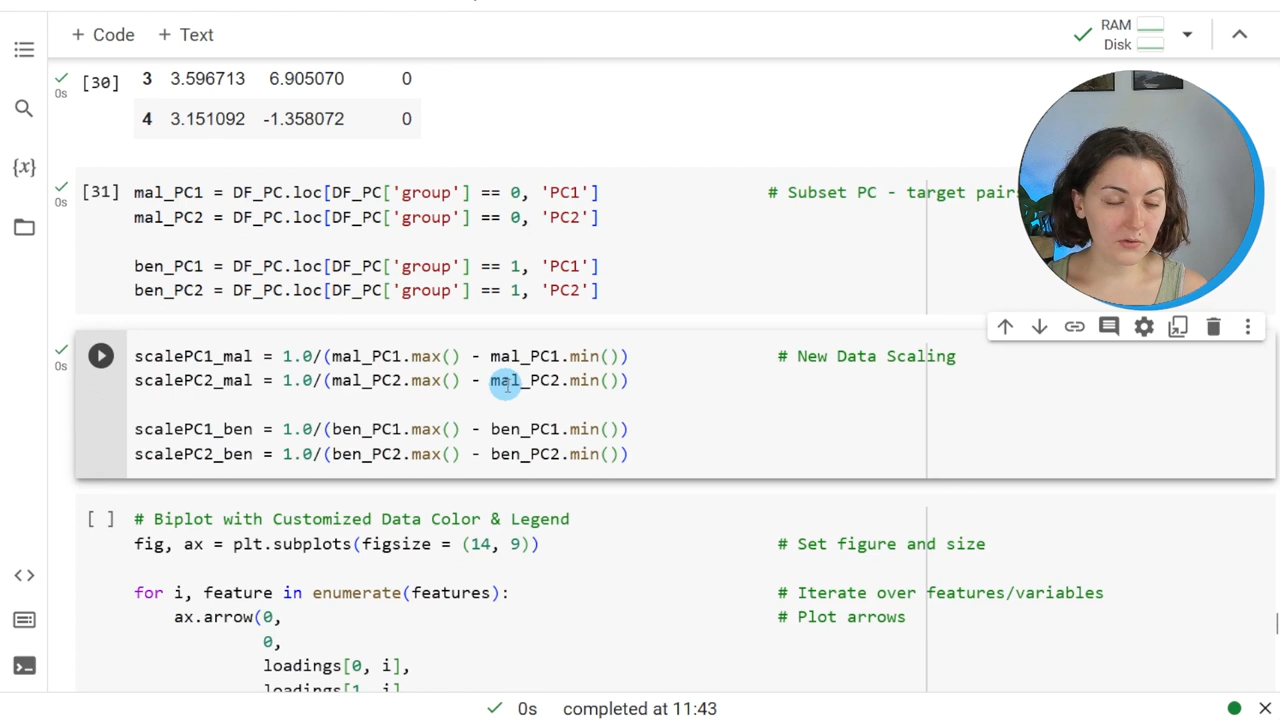 + Code + Text
RAM
Disk
[30] 3 3.596713 6.905070 0
0s
4 3.151092 -1.358072 0
{x}
[31] mal_PC1 = DF_PC.loc[DF_PC['group'] == 0, 'PC1'] # Subset PC - target pairs
0s
mal_PC2 = DF_PC.loc[DF_PC['group'] == 0, 'PC2']
ben_PC1 = DF_PC.loc[DF_PC['group'] == 1, 'PC1']
ben_PC2 = DF_PC.loc[DF_PC['group'] == 1, 'PC2']
scalePC1_mal = 1.0/(mal_PC1.max() - mal_PC1.min()) # New Data Scaling
0s
scalePC2_mal = 1.0/(mal_PC2.max() - mal_PC2.min())
scalePC1_ben = 1.0/(ben_PC1.max() - ben_PC1.min())
scalePC2_ben = 1.0/(ben_PC2.max() - ben_PC2.min())
[ ] # Biplot with Customized Data Color & Legend
fig, ax = plt.subplots(figsize = (14, 9)) # Set figure and size
for i, feature in enumerate(features): # Iterate over features/variables
ax.arrow(0, # Plot arrows
0,
loadings[0, i],
loadings[1, i]
0s completed at 11:43